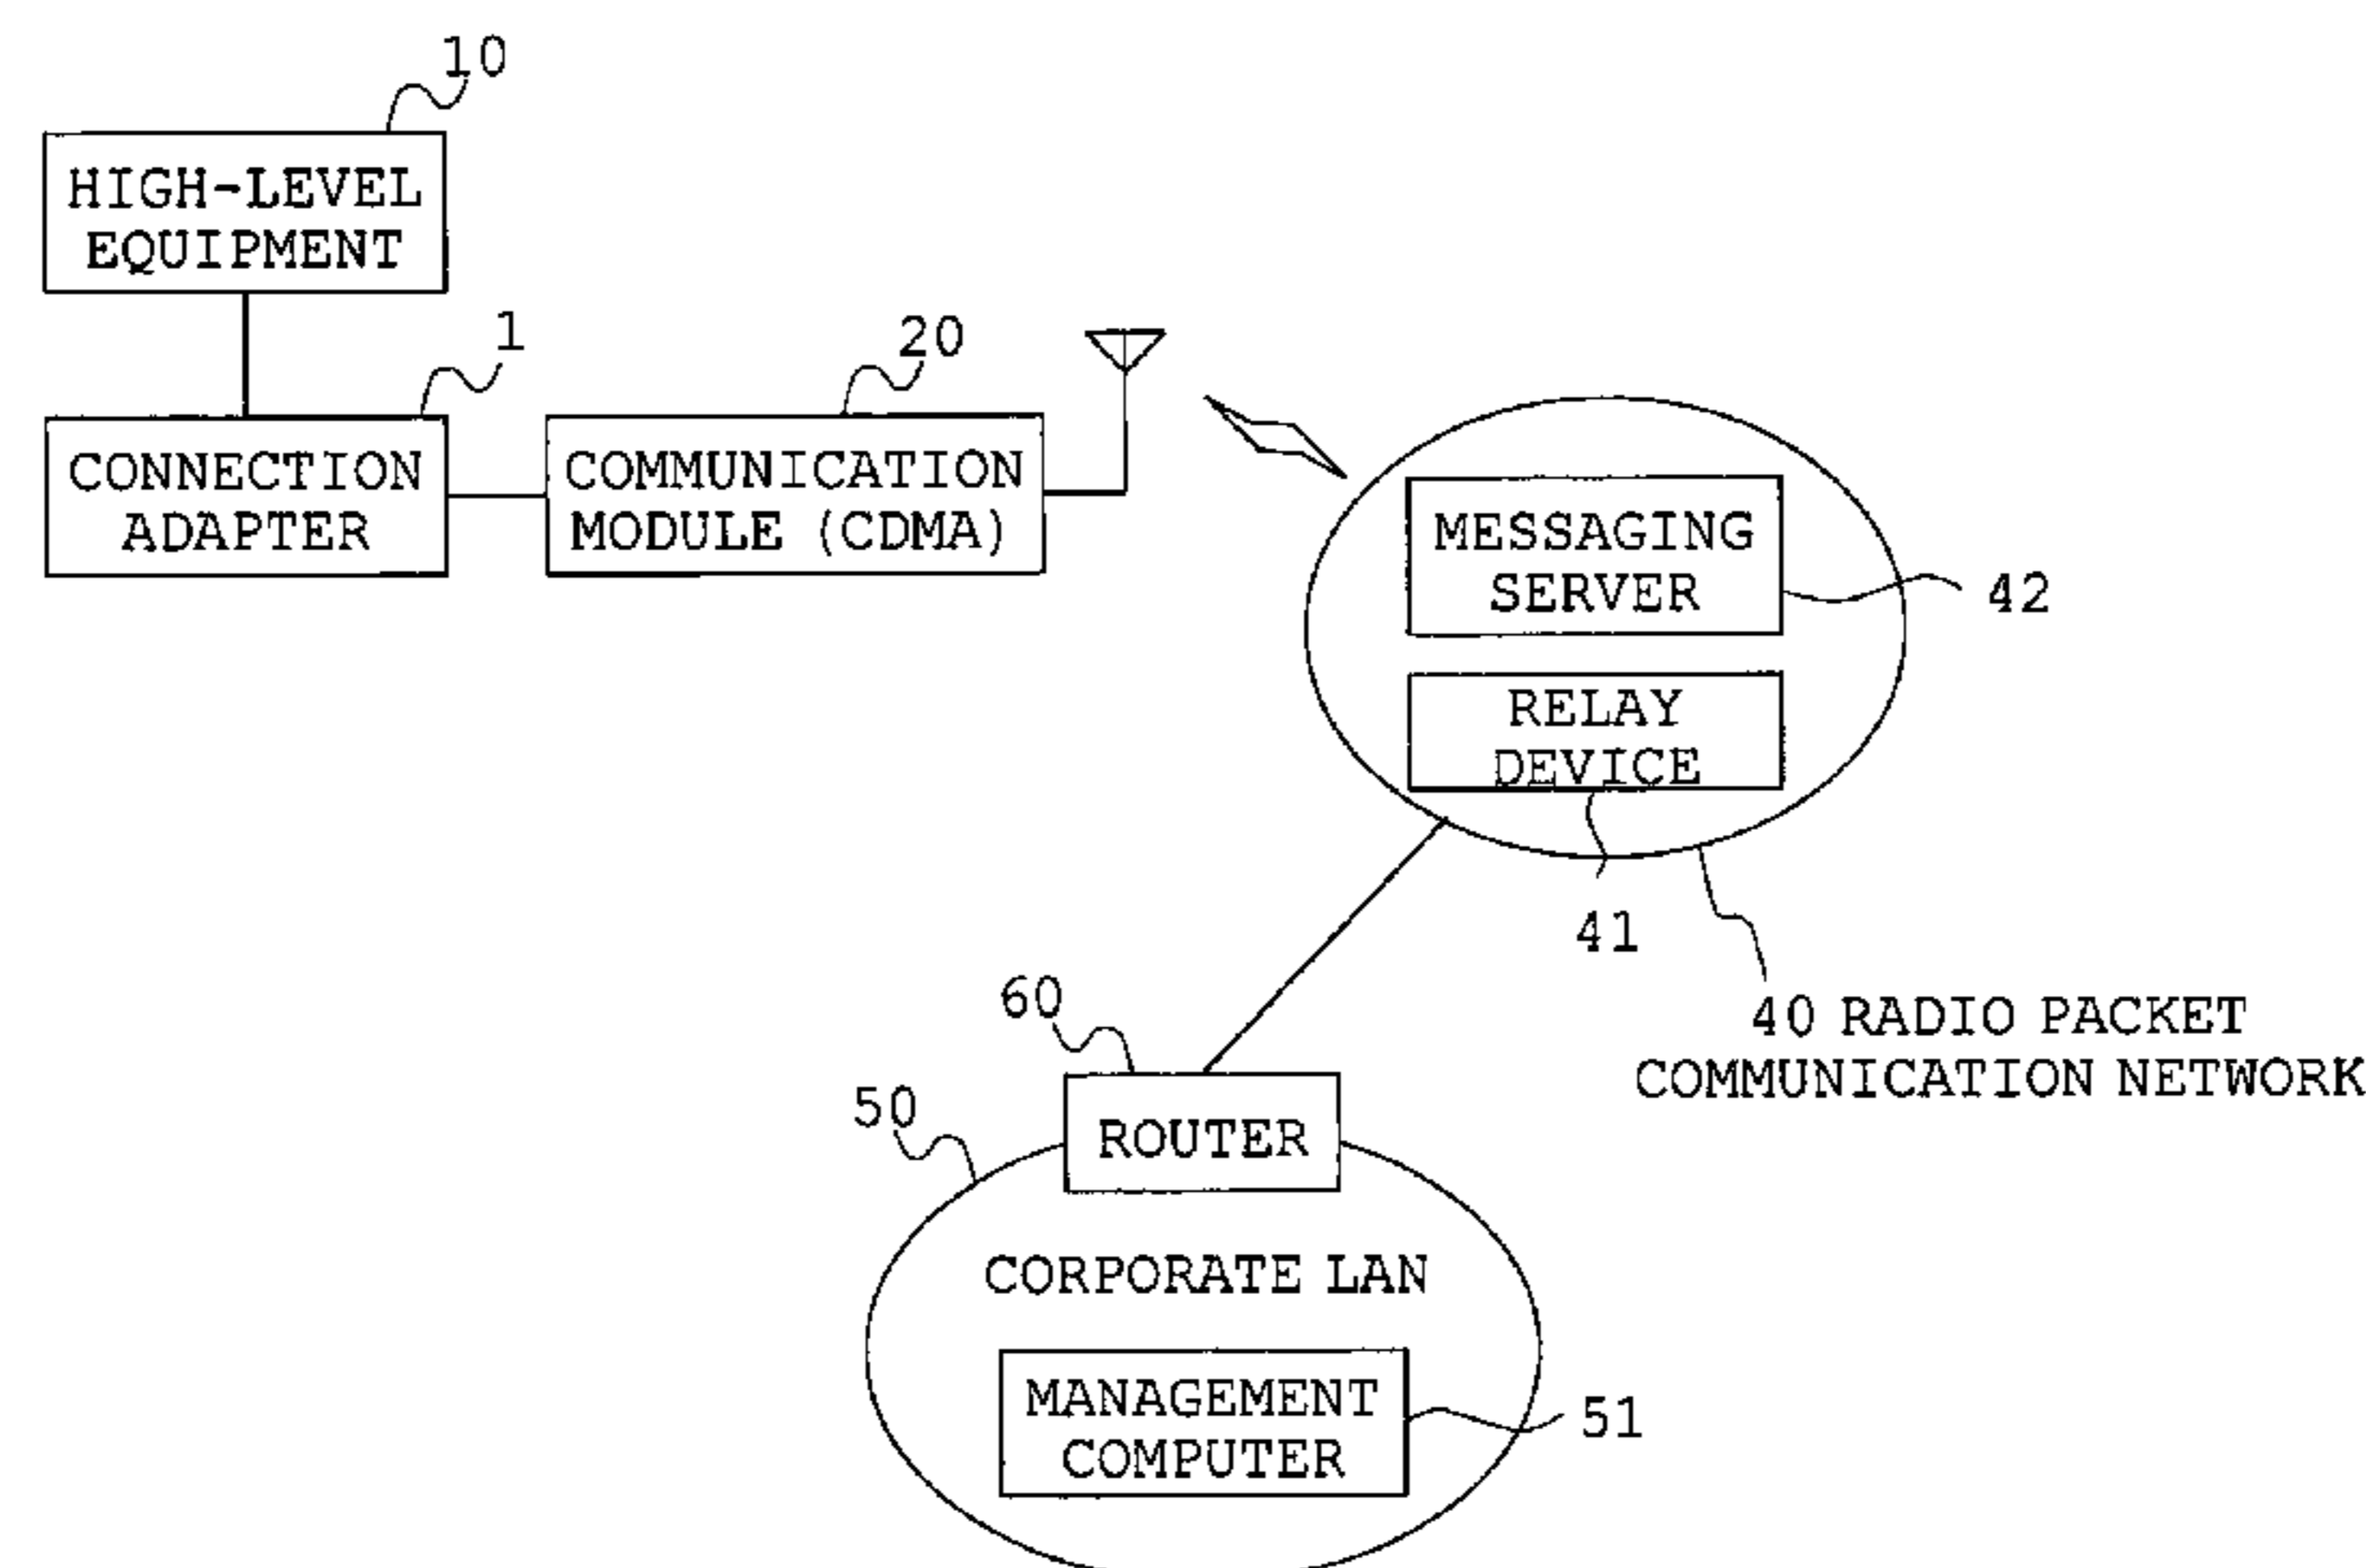 10
HIGH-LEVEL
EQUIPMENT
1
20
CONNECTION
ADAPTER
COMMUNICATION
MODULE (CDMA)
MESSAGING
SERVER
42
RELAY
DEVICE
41
40 RADIO PACKET
COMMUNICATION NETWORK
60
50
ROUTER
CORPORATE LAN
MANAGEMENT
COMPUTER
51